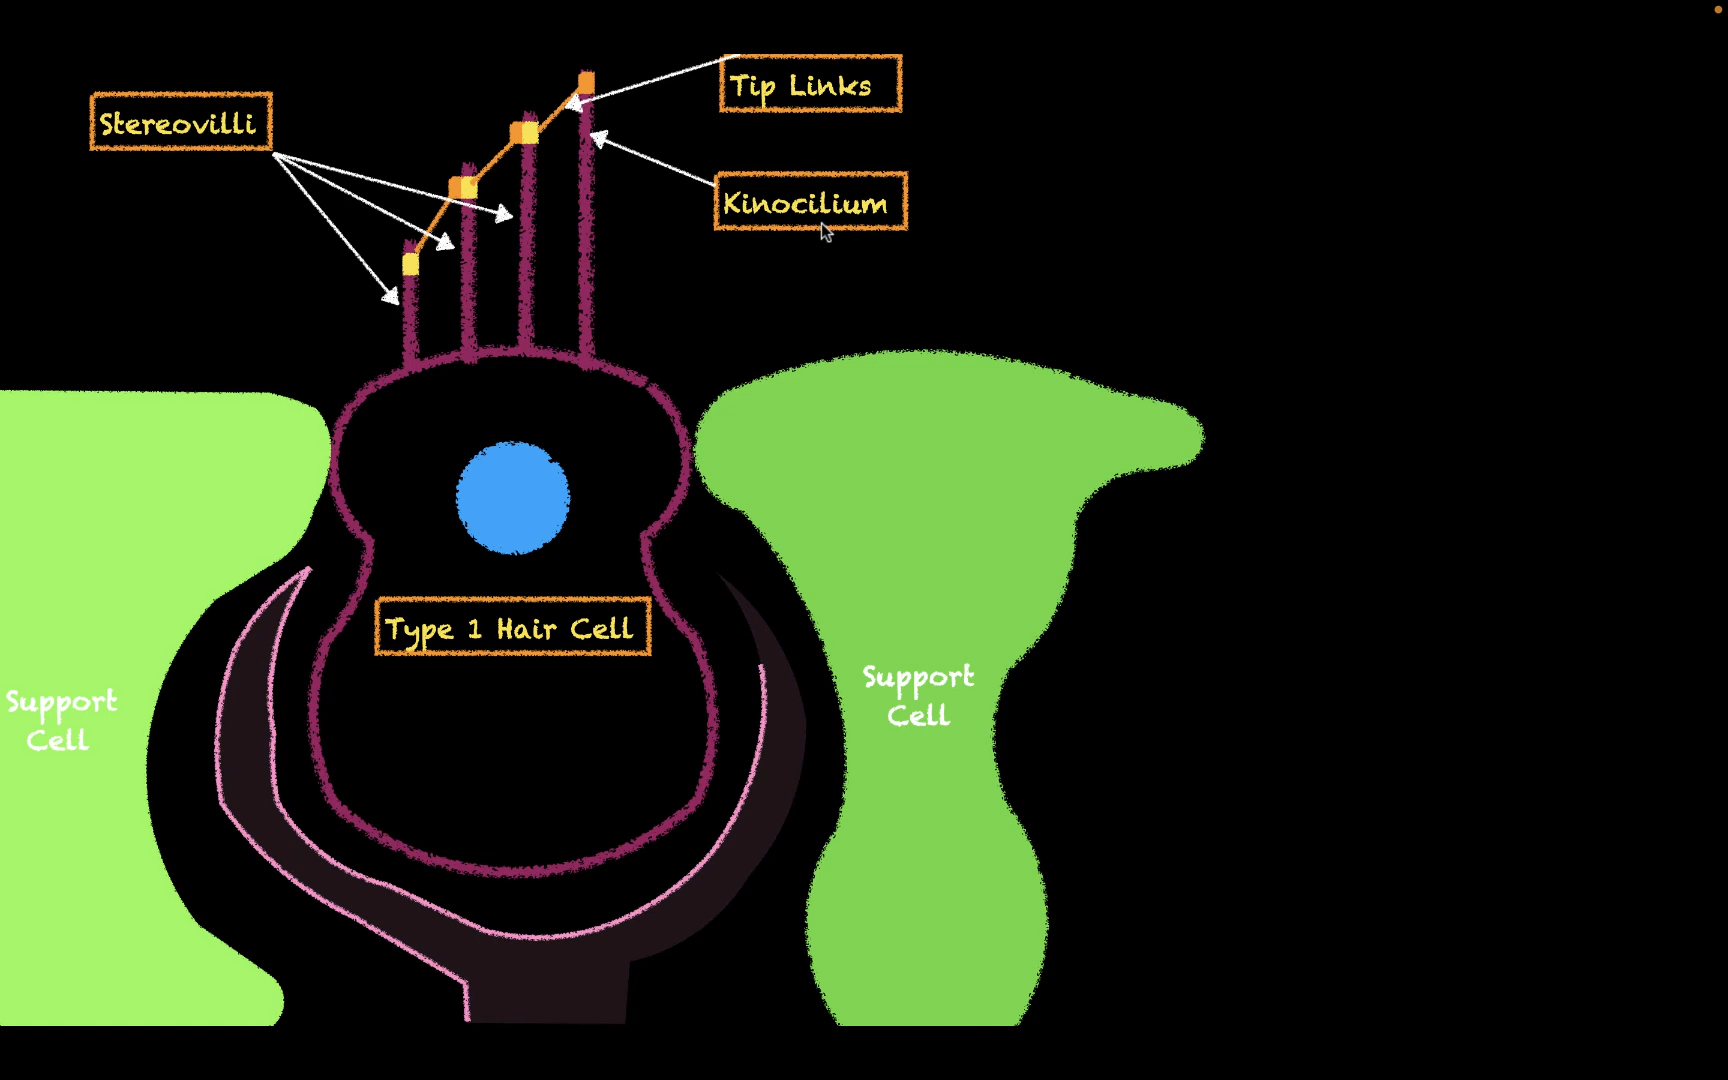 Tip Links
Stereovilli
Kinocilium
Type 1 Hair Cell
Support
Cell
Support
Cell